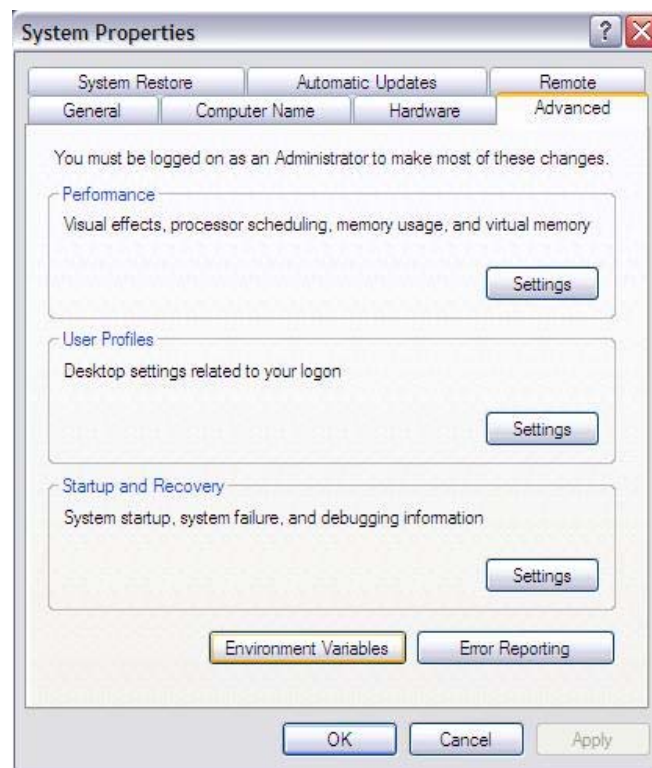 System Properties
System Restore Automatic Updates Remote
General Computer Name Hardware Advanced
You must be logged on as an Administrator to make most of these changes.
Performance
Visual effects, processor scheduling, memory usage, and virtual memory
Settings
User Profiles
Desktop settings related to your logon
Settings
Startup and Recovery
System startup, system failure, and debugging information
Settings
Environment Variables Error Reporting
OK Cancel Apply